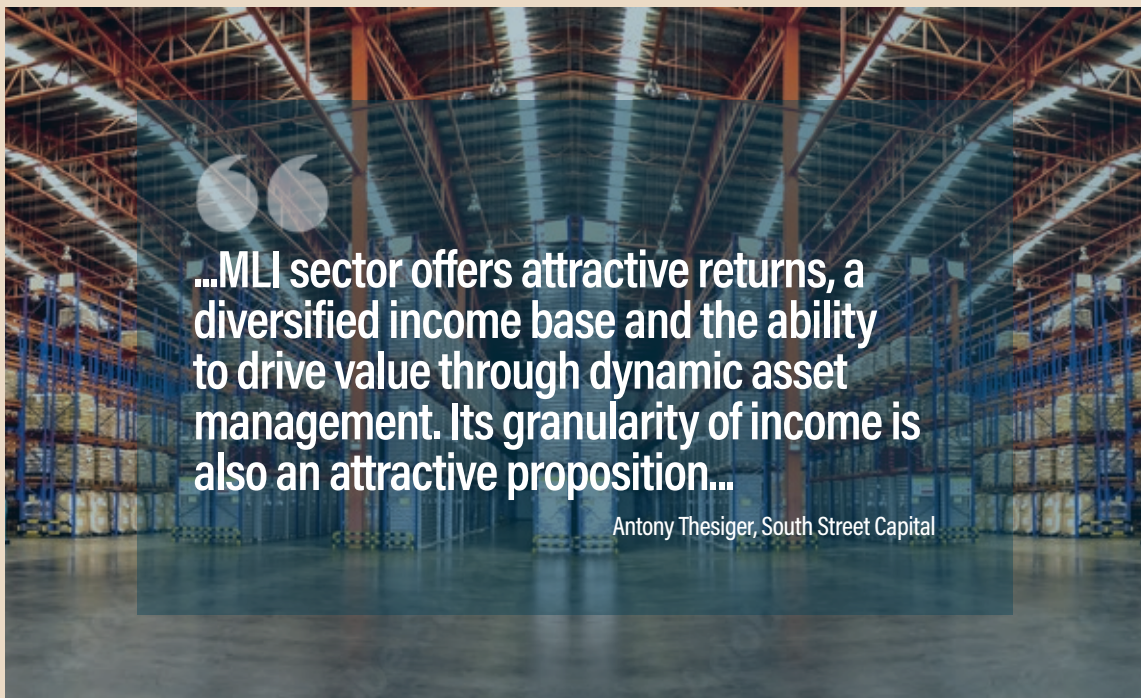 “
...MLI sector offers attractive returns, a
diversified income base and the ability
to drive value through dynamic asset
management. Its granularity of income is
also an attractive proposition...
Antony Thesiger, South Street Capital